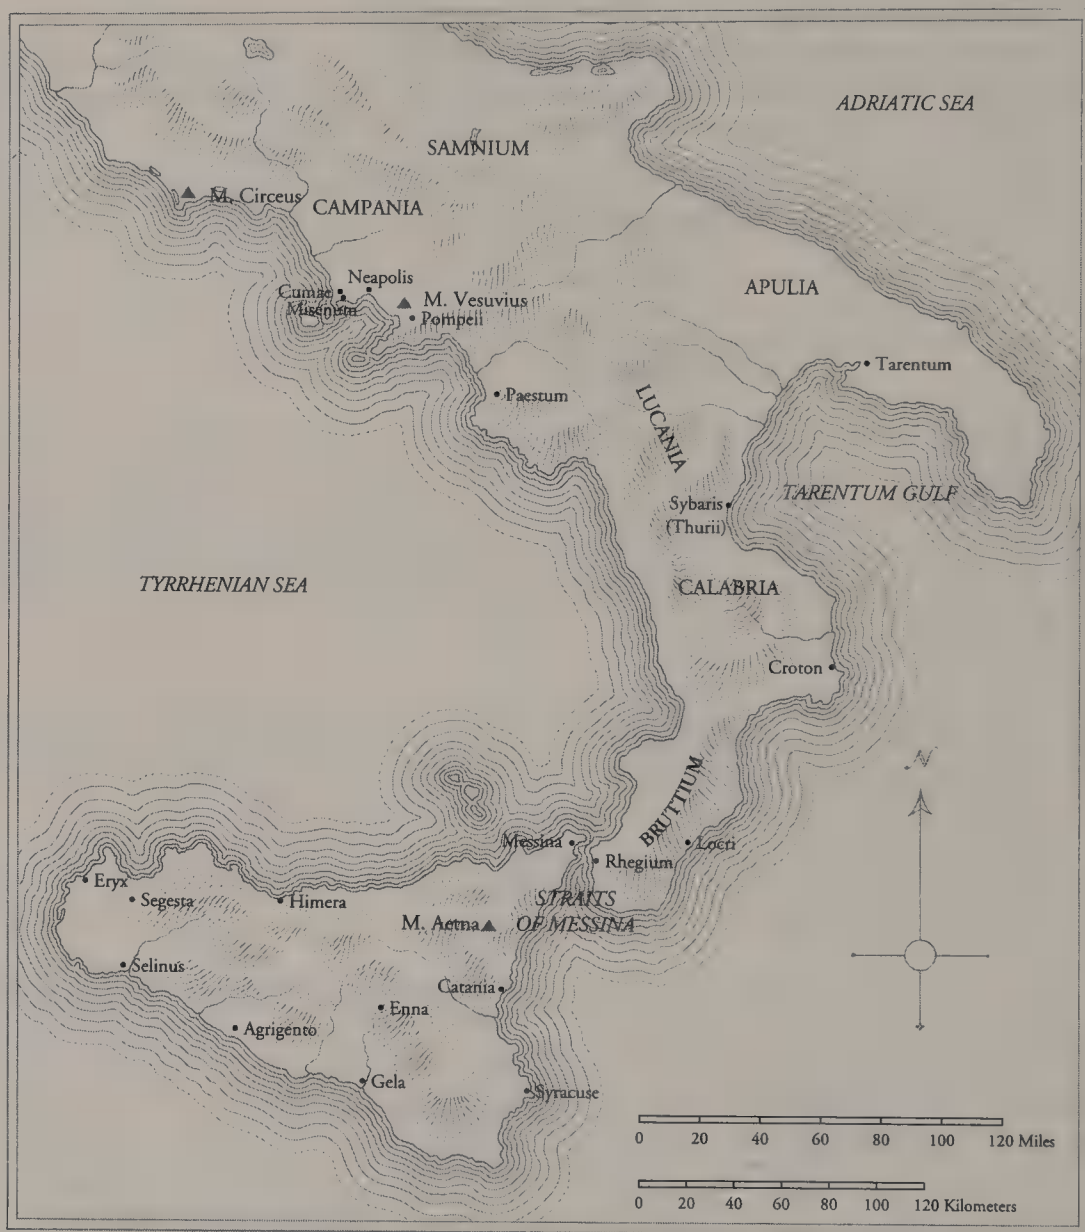 ADRIATIC SEA
SAMNIUM
M. Circeus
CAMPANIA
Neapolis
Cumae
Misenum
M. Vesuvius
Pompeii
APULIA
Tarentum
Paestum
LUCANIA
TARENTUM GULF
Sybaris
(Thurii)
TYRRHENIAN SEA
CALABRIA
Croton
N
BRUTTIUM
Messina
Locri
Rhegium
Eryx
Segesta
Himera
STRAITS
OF MESSINA
M. Aetna
Selinus
Catania
Enna
Agrigento
Gela
Syracuse
0 20 40 60 80 100 120 Miles
0 20 40 60 80 100 120 Kilometers